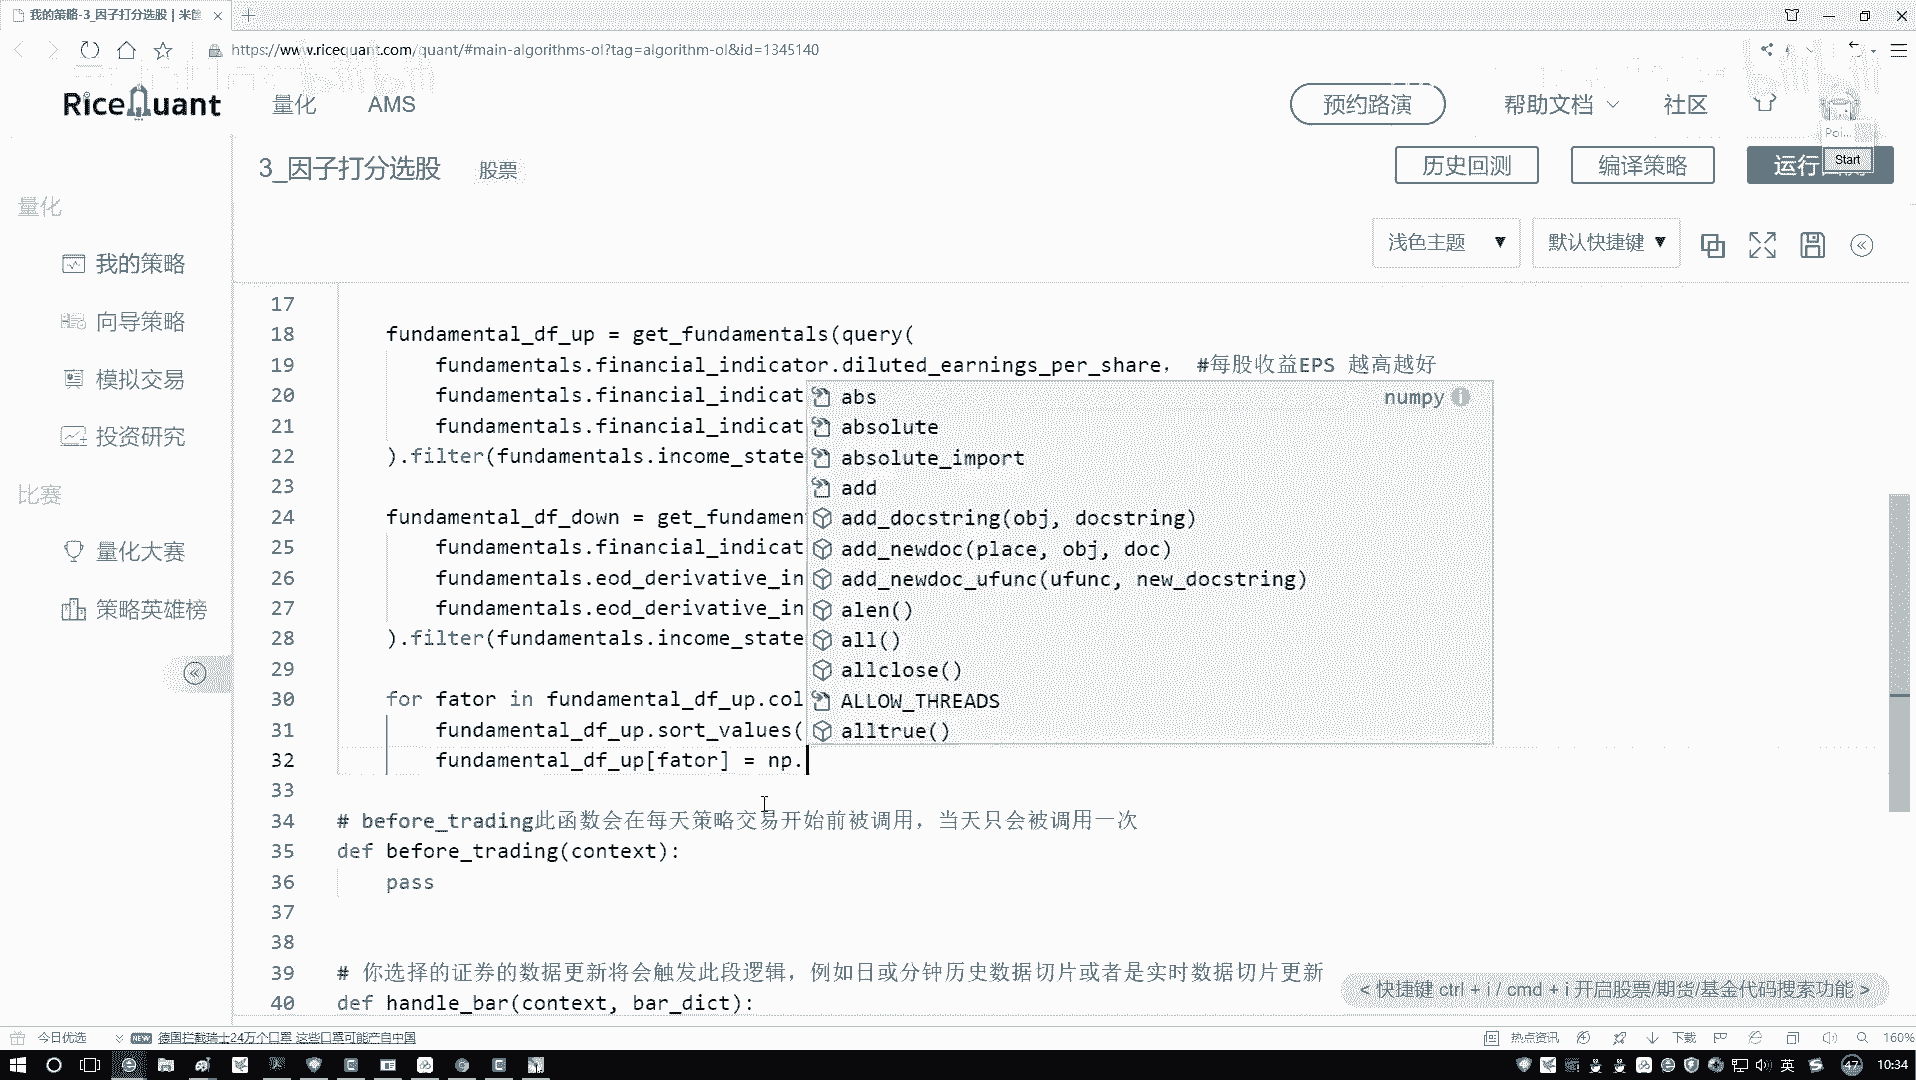 我的策略-3_因子打分选股 | 米
https://www.ricequant.com/quant/#main-algorithms-ol?tag=algorithm-ol&id=1345140
RiceQuant
量化
AMS
预约路演
帮助文档
社区
Poi...
Start
3_因子打分选股
股票
历史回测
编译策略
运行
量化
我的策略
向导策略
模拟交易
投资研究
比赛
量化大赛
策略英雄榜
浅色主题 ▼
默认快捷键 ▼
17
18 fundamental_df_up = get_fundamentals(query(
19 fundamentals.financial_indicator.diluted_earnings_per_share, #每股收益EPS 越高越好
20 fundamentals.financial_indicat
21 fundamentals.financial_indicat
22 ).filter(fundamentals.income_state
23
24 fundamental_df_down = get_fundamen
25 fundamentals.financial_indicat
26 fundamentals.eod_derivative_in
27 fundamentals.eod_derivative_in
28 ).filter(fundamentals.income_state
29
30 for fator in fundamental_df_up.col
31 fundamental_df_up.sort_values(
32 fundamental_df_up[fator] = np.
abs numpy
absolute
absolute_import
add
add_docstring(obj, docstring)
add_newdoc(place, obj, doc)
add_newdoc_ufunc(ufunc, new_docstring)
alen()
all()
allclose()
ALLOW_THREADS
alltrue()
33
34 # before_trading此函数会在每天策略交易开始前被调用，当天只会被调用一次
35 def before_trading(context):
36 pass
37
38
39 # 你选择的证券的数据更新将会触发此段逻辑，例如日或分钟历史数据切片或者是实时数据切片更新
40 def handle_bar(context, bar_dict):
< 快捷键 ctrl + i / cmd + i 开启股票/期货/基金代码搜索功能 >
今日优选
NEW 德国拦截瑞士24万个口罩 这些口罩可能产自中国
热点资讯
下载
160%
英
47
10:34